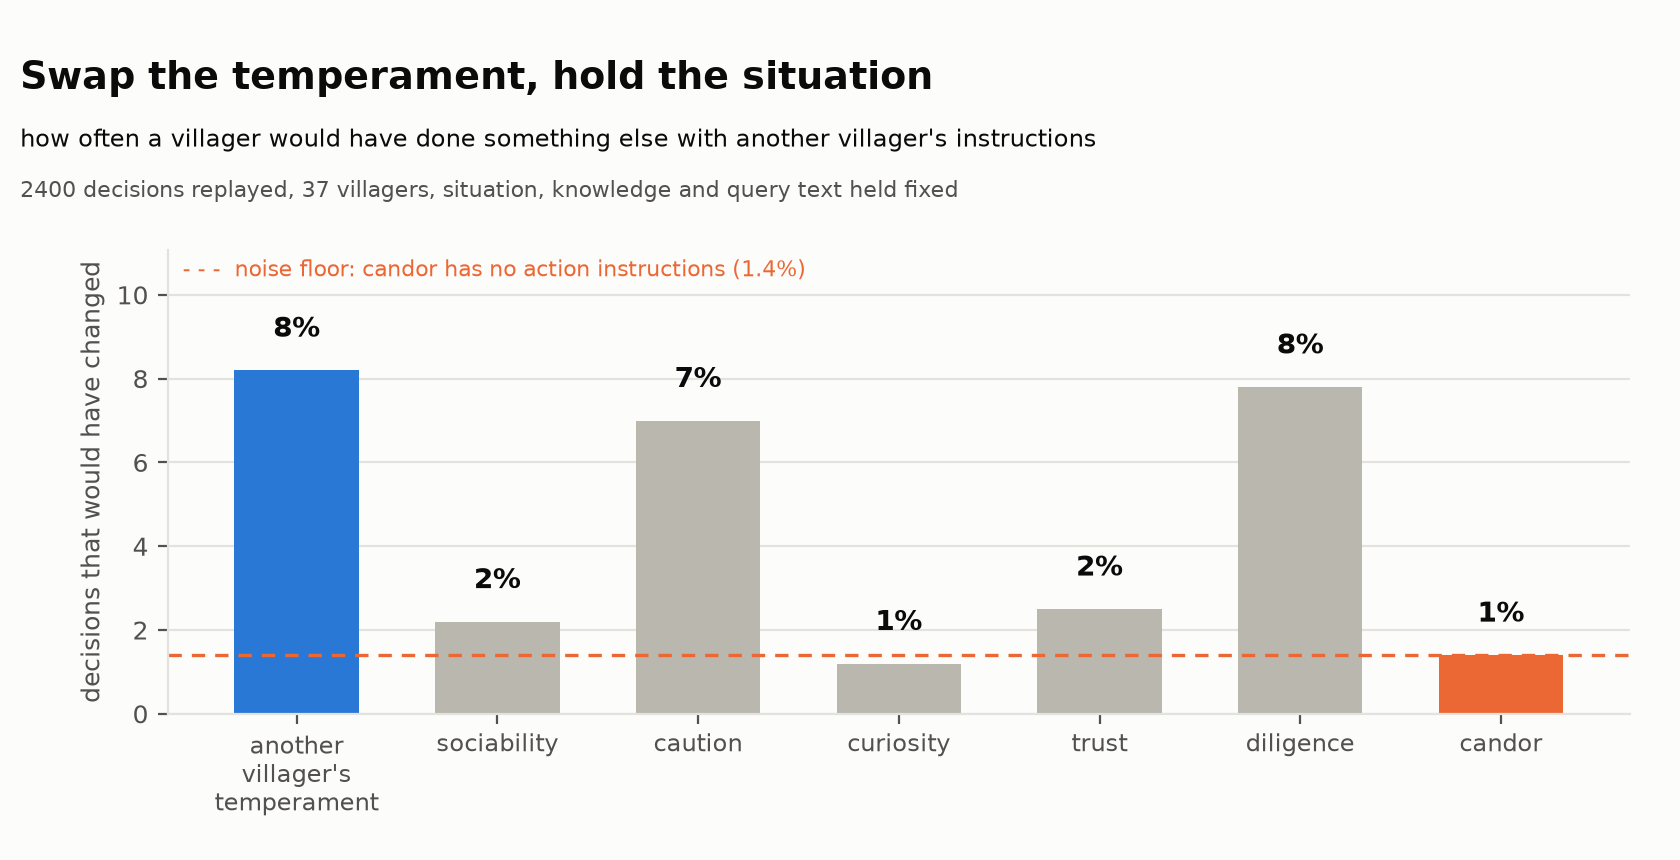 Swap the temperament, hold the situation
how often a villager would have done something else with another villager's instructions
2400 decisions replayed, 37 villagers, situation, knowledge and query text held fixed
- - - noise floor: candor has no action instructions (1.4%)
decisions that would have changed
10
8
6
4
2
0
8%
2%
7%
1%
2%
8%
1%
another
villager's
temperament
sociability
caution
curiosity
trust
diligence
candor